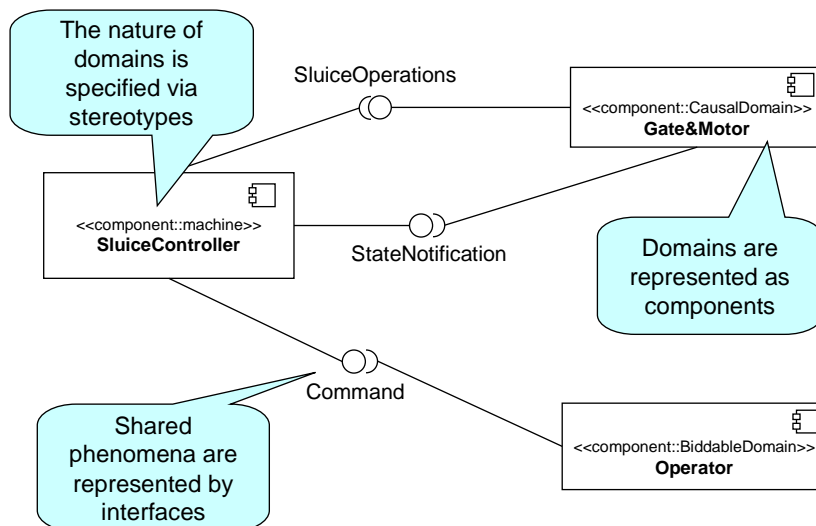 The nature of
domains is
specified via
stereotypes
SluiceOperations
<<component::CausalDomain>>
Gate&Motor
<<component::machine>>
SluiceController
StateNotification
Domains are
represented as
components
Command
Shared
phenomena are
represented by
interfaces
<<component::BiddableDomain>>
Operator